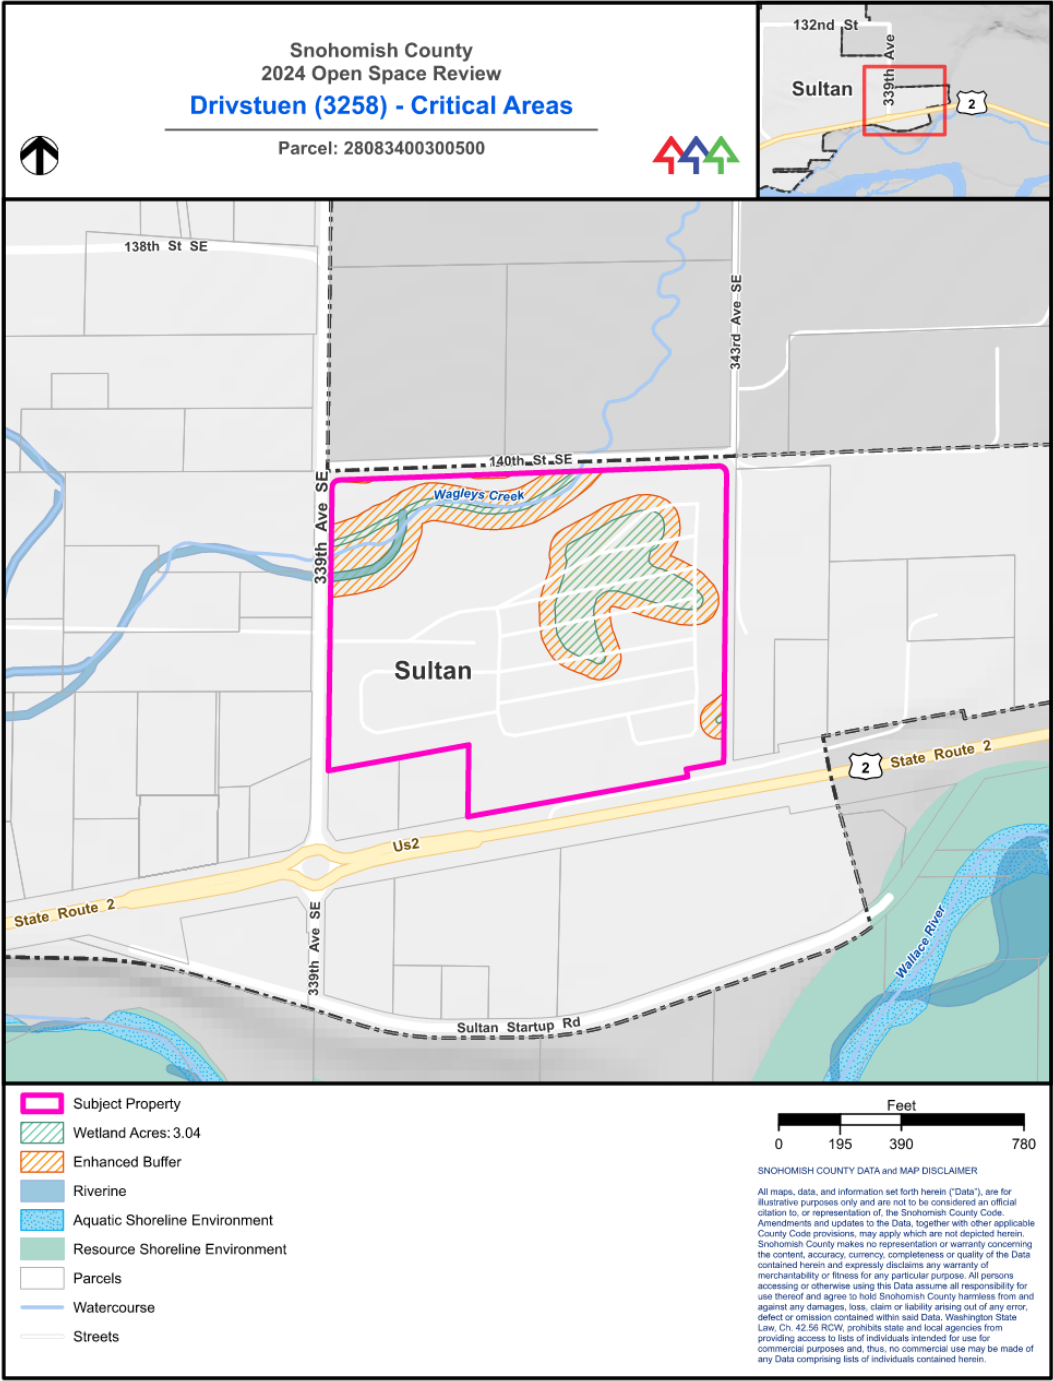 Snohomish County
2024 Open Space Review
Drivstuen (3258) - Critical Areas
Parcel: 28083400300500
132nd St
339th Ave
Sultan
2
138th St SE
343rd Ave SE
140th St SE
339th Ave SE
Wagleys Creek
Sultan
2
State Route 2
Us2
State Route 2
339th Ave SE
Wallace River
Sultan Startup Rd
Subject Property
Wetland Acres: 3.04
Enhanced Buffer
Riverine
Aquatic Shoreline Environment
Resource Shoreline Environment
Parcels
Watercourse
Streets
Feet
0 195 390 780
SNOHOMISH COUNTY DATA and MAP DISCLAIMER
All maps, data, and information set forth herein ("Data"), are for
illustrative purposes only and are not to be considered an official
citation to, or representation of, the Snohomish County Code.
Amendments and updates to the Data, together with other applicable
County Code provisions, may apply which are not depicted herein.
Snohomish County makes no representation or warranty concerning
the content, accuracy, currency, completeness or quality of the Data
contained herein and expressly disclaims any warranty of
merchantability or fitness for any particular purpose. All persons
accessing or otherwise using this Data assume all responsibility for
use thereof and agree to hold Snohomish County harmless from and
against any damages, loss, claim or liability arising out of any error,
defect or omission contained within said Data. Washington State
Law, Ch. 42.56 RCW, prohibits state and local agencies from
providing access to lists of individuals intended for use for
commercial purposes and, thus, no commercial use may be made of
any Data comprising lists of individuals contained herein.